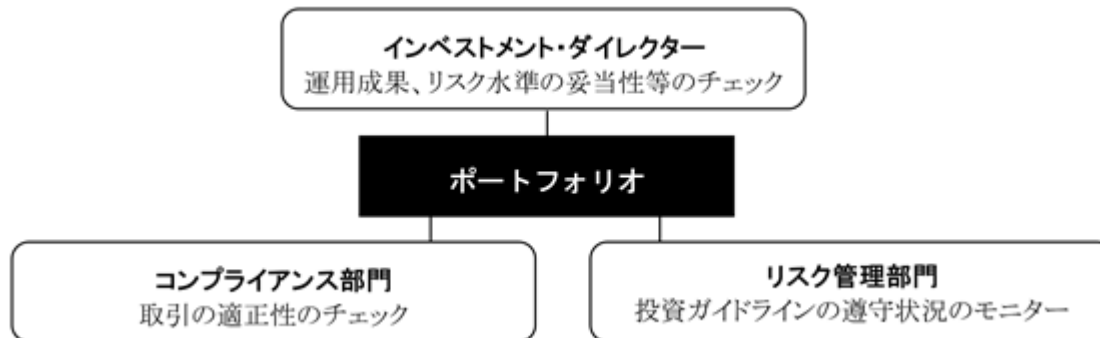 インベストメント・ダイレクター
運用成果、リスク水準の妥当性等のチェック
ポートフォリオ
コンプライアンス部門
取引の適正性のチェック
リスク管理部門
投資ガイドラインの遵守状況のモニター